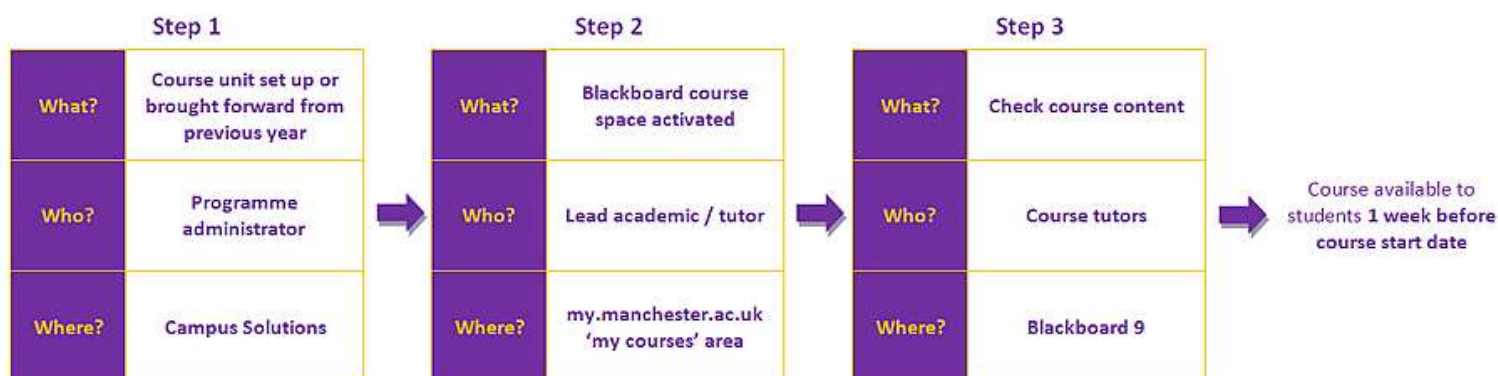 Step 1
What?
Course unit set up or
brought forward from
previous year
Who?
Programme
administrator
Where?
Campus Solutions
Step 2
What?
Blackboard course
space activated
Who?
Lead academic / tutor
Where?
my.manchester.ac.uk
‘my courses’ area
Step 3
What?
Check course content
Who?
Course tutors
Where?
Blackboard 9
Course available to
students 1 week before
course start date